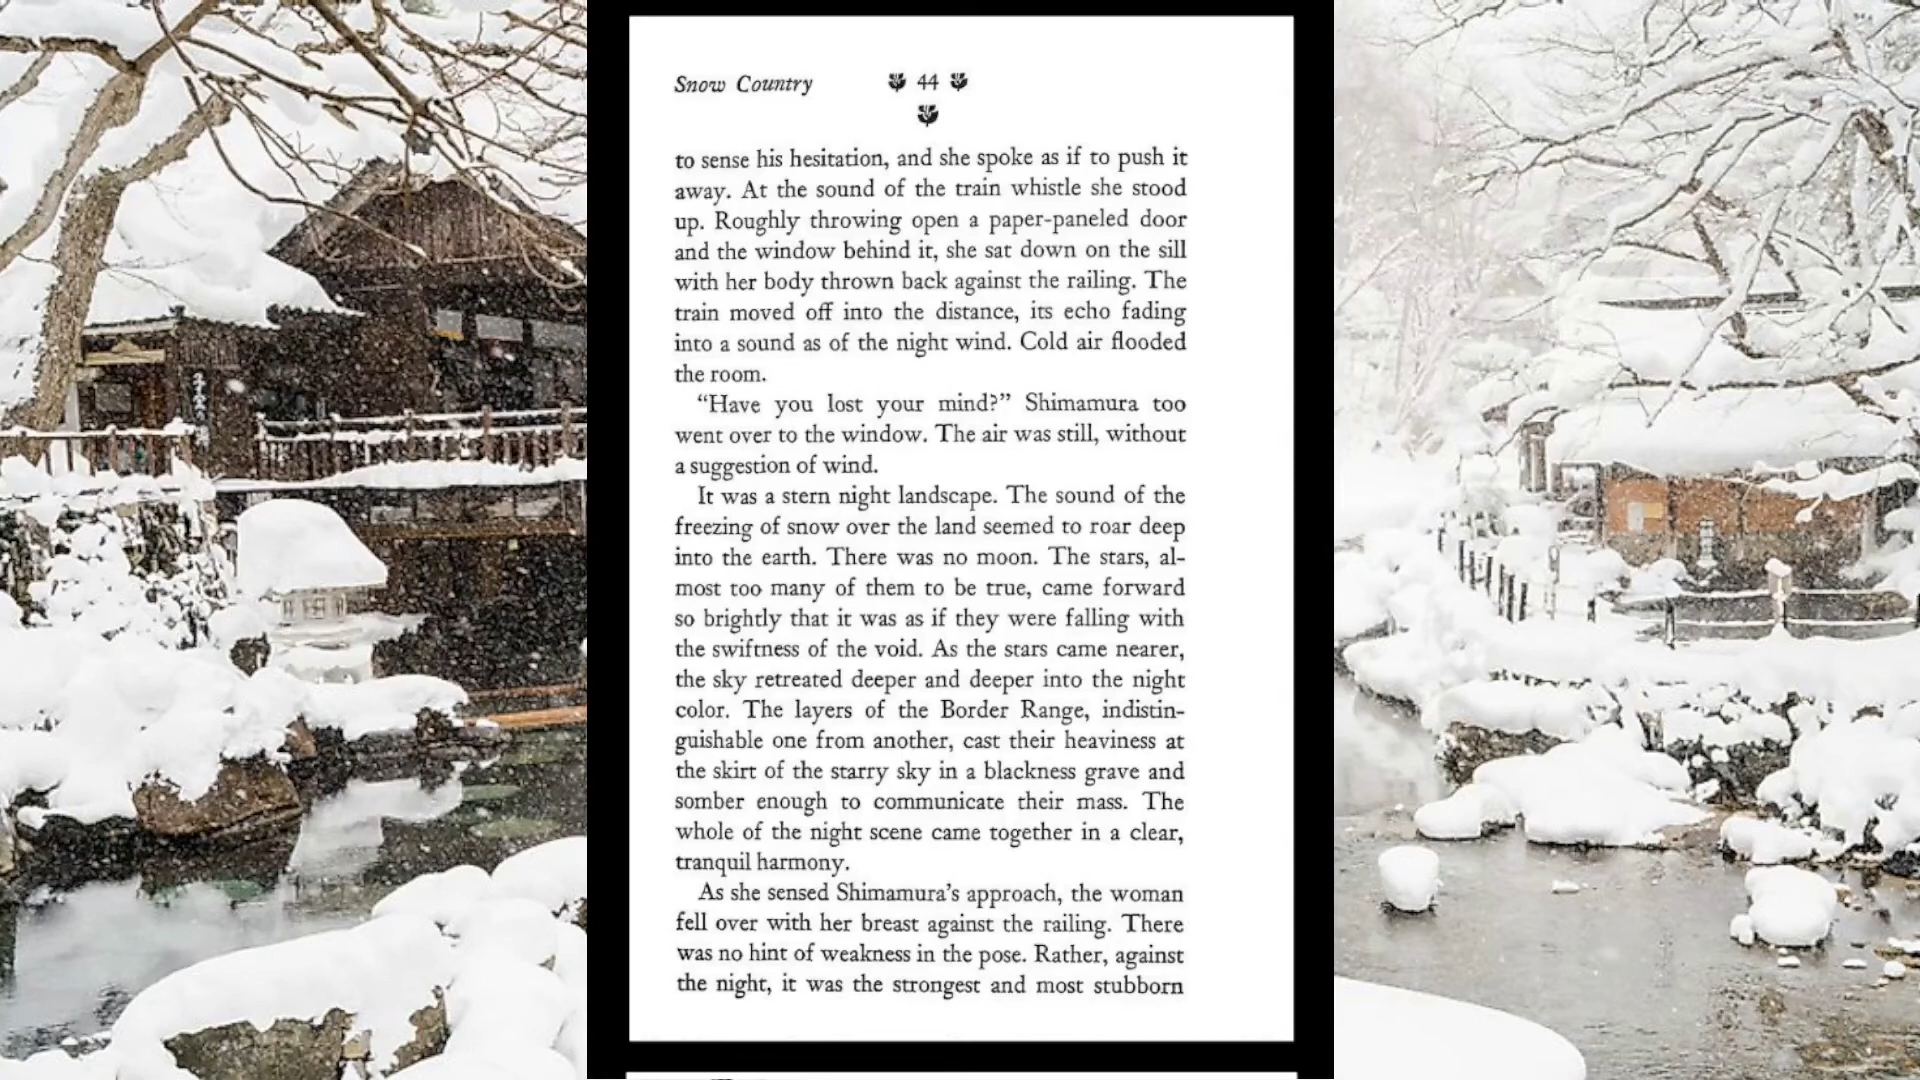 Snow Country 44
to sense his hesitation, and she spoke as if to push it
away. At the sound of the train whistle she stood
up. Roughly throwing open a paper-paneled door
and the window behind it, she sat down on the sill
with her body thrown back against the railing. The
train moved off into the distance, its echo fading
into a sound as of the night wind. Cold air flooded
the room.
“Have you lost your mind?” Shimamura too
went over to the window. The air was still, without
a suggestion of wind.
It was a stern night landscape. The sound of the
freezing of snow over the land seemed to roar deep
into the earth. There was no moon. The stars, al-
most too many of them to be true, came forward
so brightly that it was as if they were falling with
the swiftness of the void. As the stars came nearer,
the sky retreated deeper and deeper into the night
color. The layers of the Border Range, indistin-
guishable one from another, cast their heaviness at
the skirt of the starry sky in a blackness grave and
somber enough to communicate their mass. The
whole of the night scene came together in a clear,
tranquil harmony.
As she sensed Shimamura’s approach, the woman
fell over with her breast against the railing. There
was no hint of weakness in the pose. Rather, against
the night, it was the strongest and most stubborn